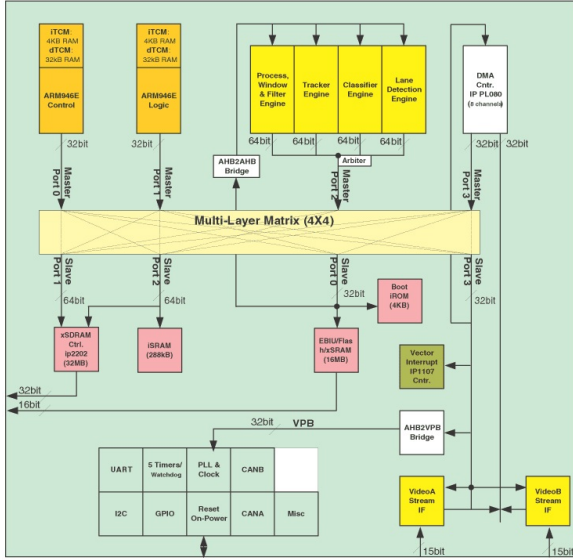 iTCM:
4KB RAM
dTCM:
32kB RAM
ARM946E
Control
iTCM:
4KB RAM
dTCM:
32kB RAM
ARM946E
Logic
Process,
Window
& Filter
Engine
Tracker
Engine
Classifier
Engine
Lane
Detection
Engine
DMA
Cntr.
IP PL080
(8 channels)
32bit
32bit
64bit
64bit
64bit
64bit
32bit
32bit
AHB2AHB
Bridge
Arbiter
Master
Port 0
Master
Port 1
Master
Port 2
Master
Port 3
Multi-Layer Matrix (4X4)
Slave
Port 1
Slave
Port 2
Slave
Port 0
Slave
Port 3
64bit
64bit
32bit
32bit
Boot
iROM
(4KB)
xSDRAM
Ctrl.
ip2202
(32MB)
iSRAM
(288kB)
EBIU/Flas
h/xSRAM
(16MB)
Vector
Interrupt
IP1107
Cntr.
32bit
16bit
32bit
VPB
AHB2VPB
Bridge
UART
5 Timers/
Watchdog
PLL &
Clock
CANB
I2C
GPIO
Reset
On-Power
CANA
Misc
VideoA
Stream
IF
VideoB
Stream
IF
15bit
15bit